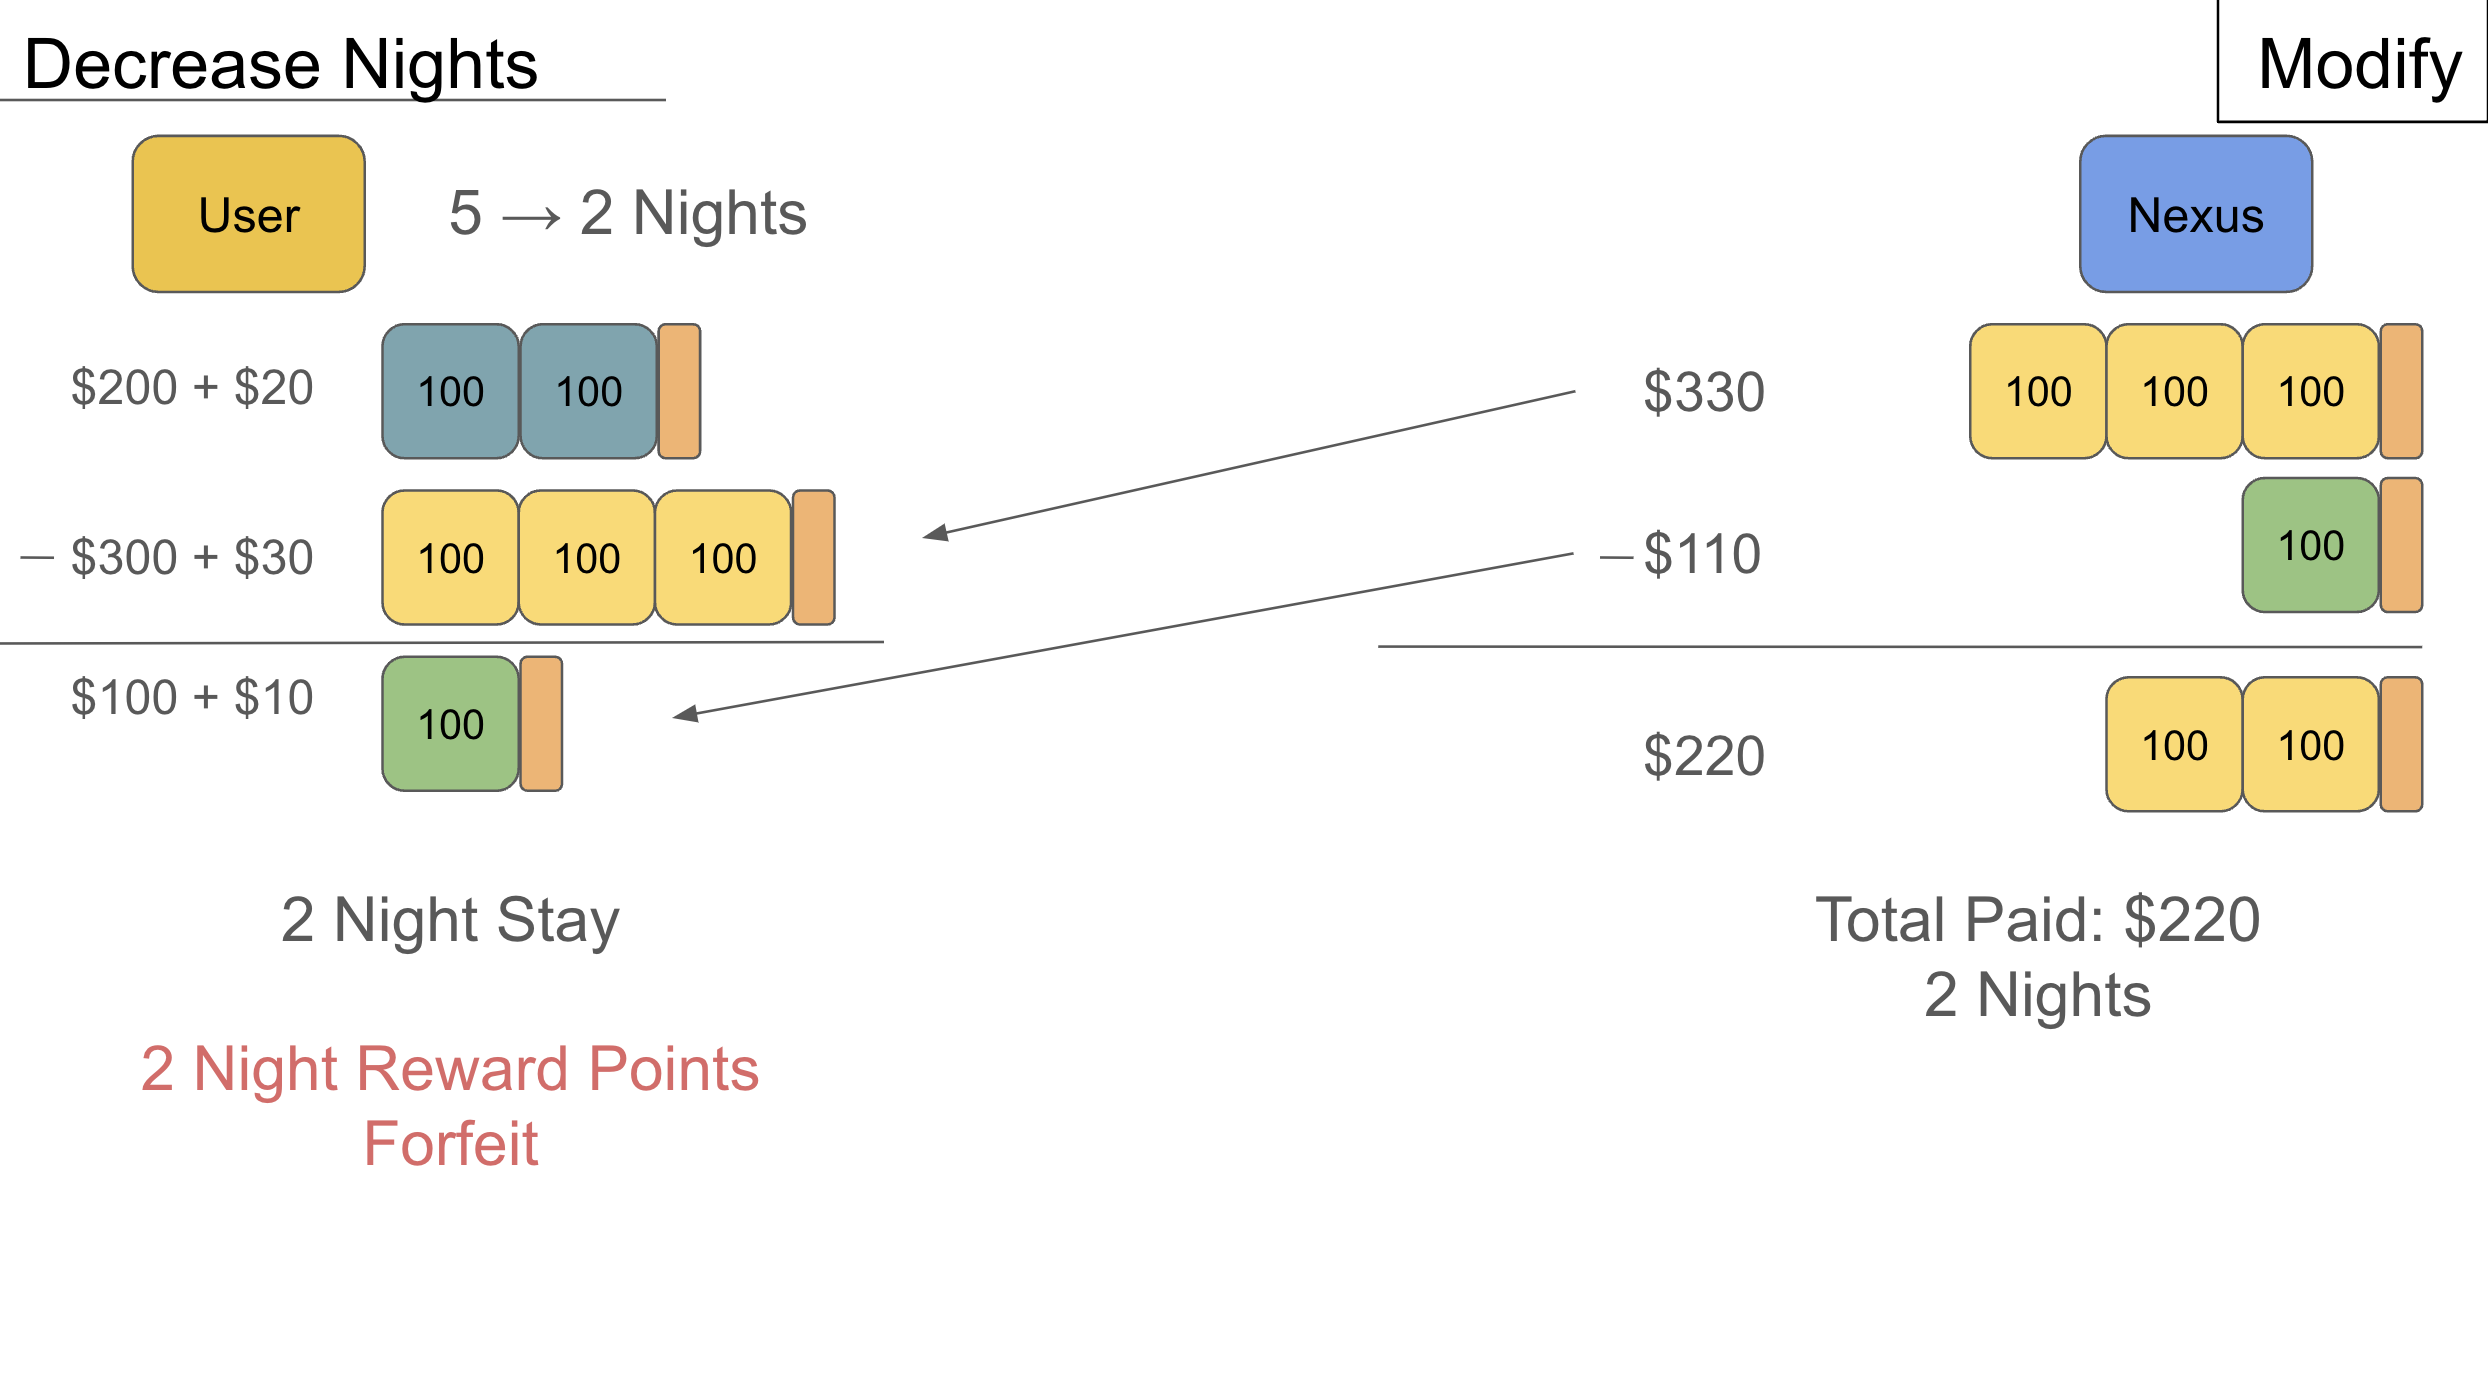 Decrease Nights
Modify
User
5 → 2 Nights
Nexus
$200 + $20
100 100
$330
100 100 100
— $300 + $30
100 100 100
— $110
100
$100 + $10
100
$220
100 100
2 Night Stay
Total Paid: $220
2 Nights
2 Night Reward Points
Forfeit